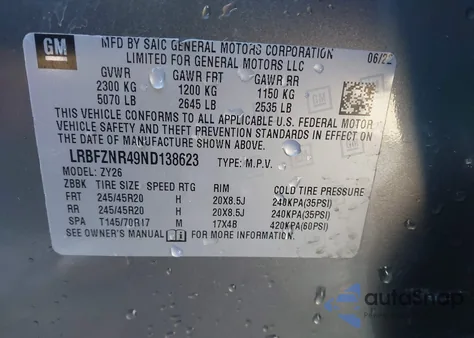 GM
MFD BY SAIC GENERAL MOTORS CORPORATION
LIMITED FOR GENERAL MOTORS LLC
06/22
GVWR GAWR FRT GAWR RR
2300 KG 1200 KG 1150 KG
5070 LB 2645 LB 2535 LB
THIS VEHICLE CONFORMS TO ALL APPLICABLE U.S. FEDERAL MOTOR
VEHICLE SAFETY, BUMPER, AND THEFT PREVENTION STANDARDS IN EFFECT
ON THE DATE OF MANUFACTURE SHOWN ABOVE.
LRBFZNR49ND138623 TYPE: M.P.V.
MODEL: ZY26
ZBBK TIRE SIZE SPEED RTG RIM COLD TIRE PRESSURE
FRT 245/45R20 H 20X8.5J 240KPA(35PSI)
RR 245/45R20 H 20X8.5J 240KPA(35PSI)
SPA T145/70R17 M 17X4B 420KPA(60PSI)
SEE OWNER'S MANUAL FOR MORE INFORMATION.
autoSnap